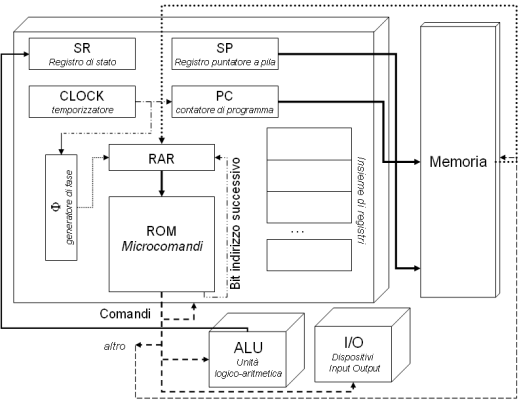 SR
Registro di stato
SP
Registro puntatore a pila
CLOCK
temporizzatore
PC
contatore di programma
Memoria
RAR
Φ
generatore di fase
ROM
Microcomandi
Bit indirizzo successivo
Insieme di registri
...
Comandi
altro
ALU
Unità
logico-aritmetica
I/O
Dispositivi
Input Output